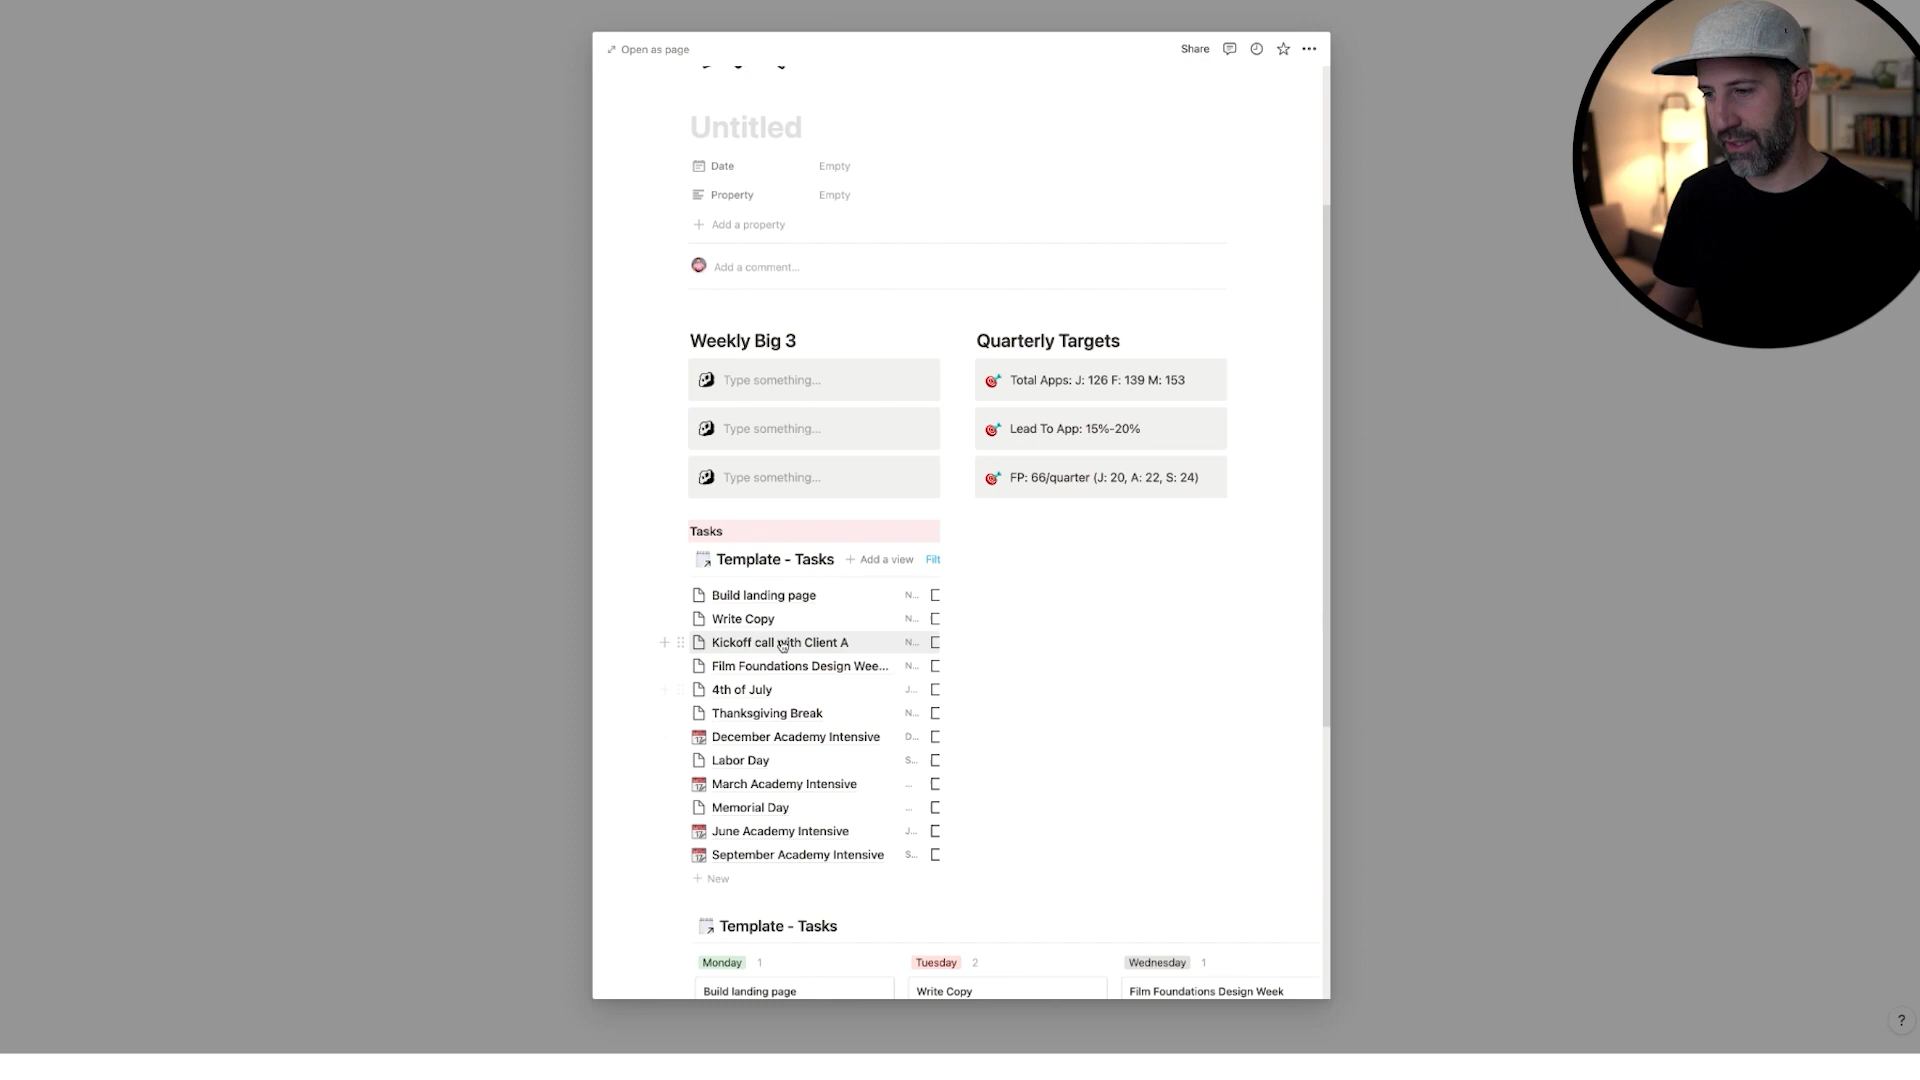 Open as page
Share
Untitled
Date Empty
Property Empty
Add a property
Add a comment...
Weekly Big 3
Type something...
Type something...
Type something...
Quarterly Targets
Total Apps: J: 126 F: 139 M: 153
Lead To App: 15%-20%
FP: 66/quarter (J: 20, A: 22, S: 24)
Tasks
Template - Tasks + Add a view Filt
Build landing page N...
Write Copy N...
Kickoff call with Client A N...
Film Foundations Design Wee... N...
4th of July J...
Thanksgiving Break N...
December Academy Intensive D...
Labor Day S...
March Academy Intensive ...
Memorial Day ...
June Academy Intensive J...
September Academy Intensive S...
+ New
Template - Tasks
Monday 1 Tuesday 2 Wednesday 1
Build landing page Write Copy Film Foundations Design Week
?